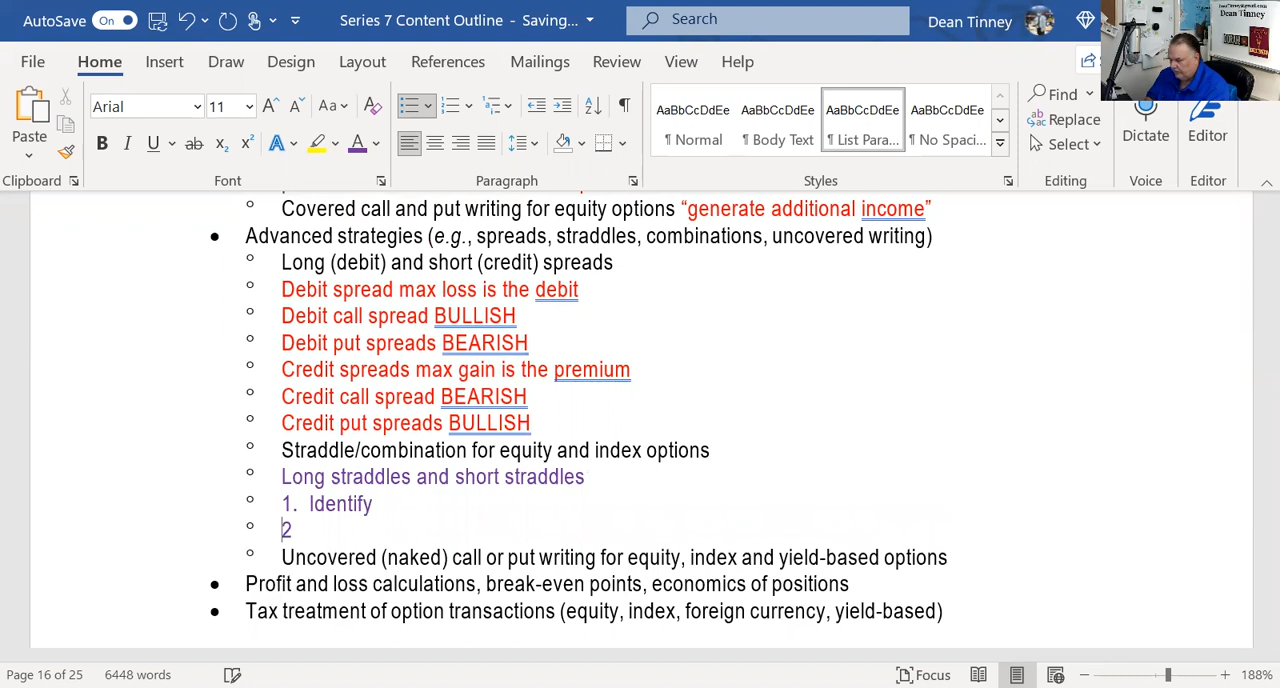 AutoSave On Series 7 Content Outline - Saving... Search Dean Tinney
File Home Insert Draw Design Layout References Mailings Review View Help
Paste
Arial 11 A A Aa A
B I U ab x₂ x² A A
AaBbCcDdEe AaBbCcDdEe AaBbCcDdEe AaBbCcDdEe
¶ Normal ¶ Body Text ¶ List Para... ¶ No Spaci...
Find
Replace
Select
Dictate
Editor
Clipboard Font Paragraph Styles Editing Voice Editor
Dean Tinney
Covered call and put writing for equity options “generate additional income”
Advanced strategies (e.g., spreads, straddles, combinations, uncovered writing)
Long (debit) and short (credit) spreads
Debit spread max loss is the debit
Debit call spread BULLISH
Debit put spreads BEARISH
Credit spreads max gain is the premium
Credit call spread BEARISH
Credit put spreads BULLISH
Straddle/combination for equity and index options
Long straddles and short straddles
1. Identify
2
Uncovered (naked) call or put writing for equity, index and yield-based options
Profit and loss calculations, break-even points, economics of positions
Tax treatment of option transactions (equity, index, foreign currency, yield-based)
Page 16 of 25 6448 words Focus 188%